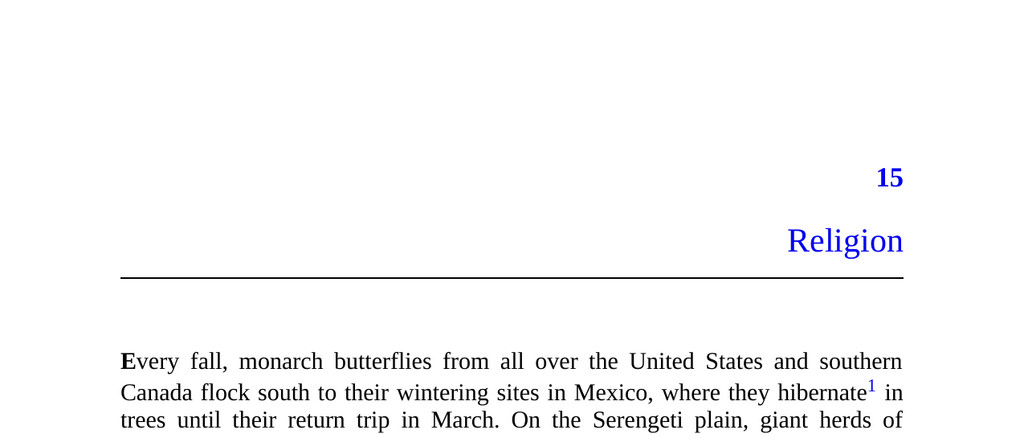 15
Religion
Every fall, monarch butterflies from all over the United States and southern
Canada flock south to their wintering sites in Mexico, where they hibernate1 in
trees until their return trip in March. On the Serengeti plain, giant herds of